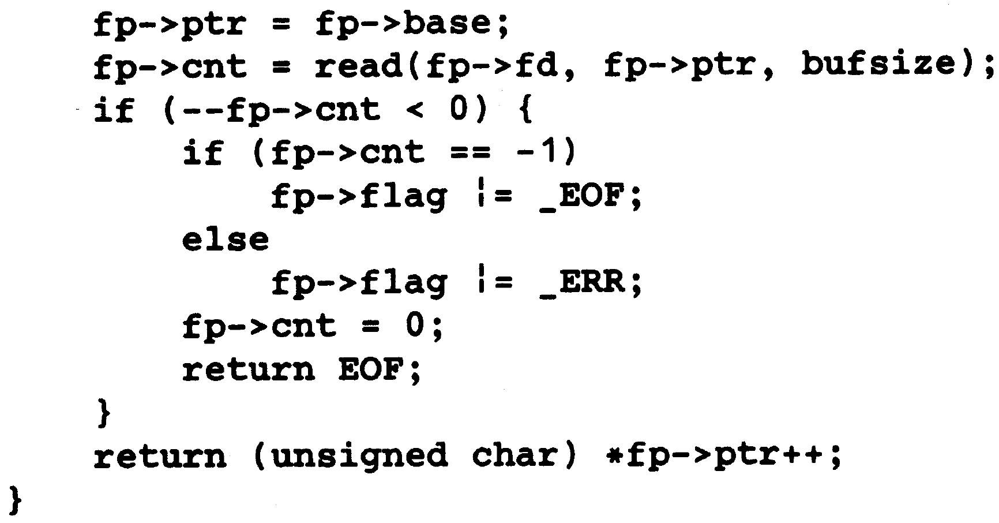 fp->ptr = fp->base;
fp->cnt = read(fp->fd, fp->ptr, bufsize);
if (--fp->cnt < 0) {
if (fp->cnt == -1)
fp->flag |= _EOF;
else
fp->flag |= _ERR;
fp->cnt = 0;
return EOF;
}
return (unsigned char) *fp->ptr++;
}